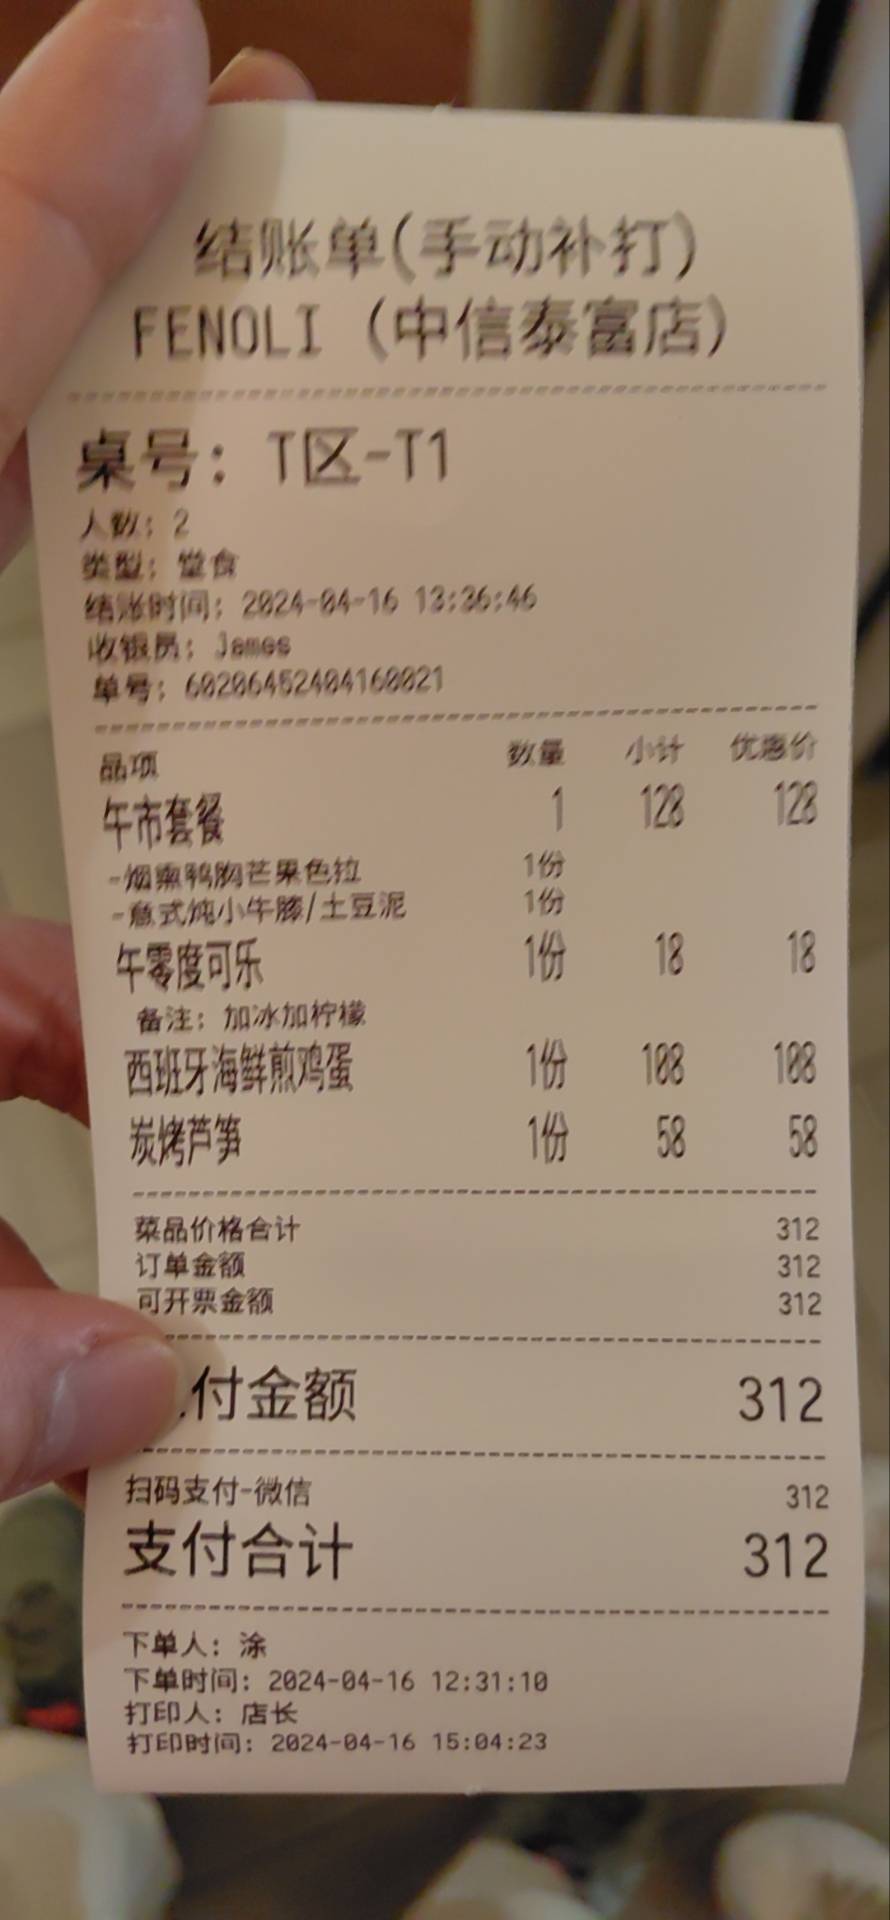 结账单(手动补打)
FENOLI (中信泰富店)
桌号: T区-T1
人数: 2
类型: 堂食
结账时间: 2024-04-16 13:36:46
收银员: James
单号: 60206452404160021
品项 数量 小计 优惠价
午市套餐 1 128 128
-烟熏鸭胸芒果色拉 1份
-意式炖小牛膝/土豆泥 1份
午零度可乐 1份 18 18
备注: 加冰加柠檬
西班牙海鲜煎鸡蛋 1份 108 108
炭烤芦笋 1份 58 58
菜品价格合计 312
订单金额 312
可开票金额 312
付金额 312
扫码支付-微信 312
支付合计 312
下单人: 涂
下单时间: 2024-04-16 12:31:10
打印人: 店长
打印时间: 2024-04-16 15:04:23